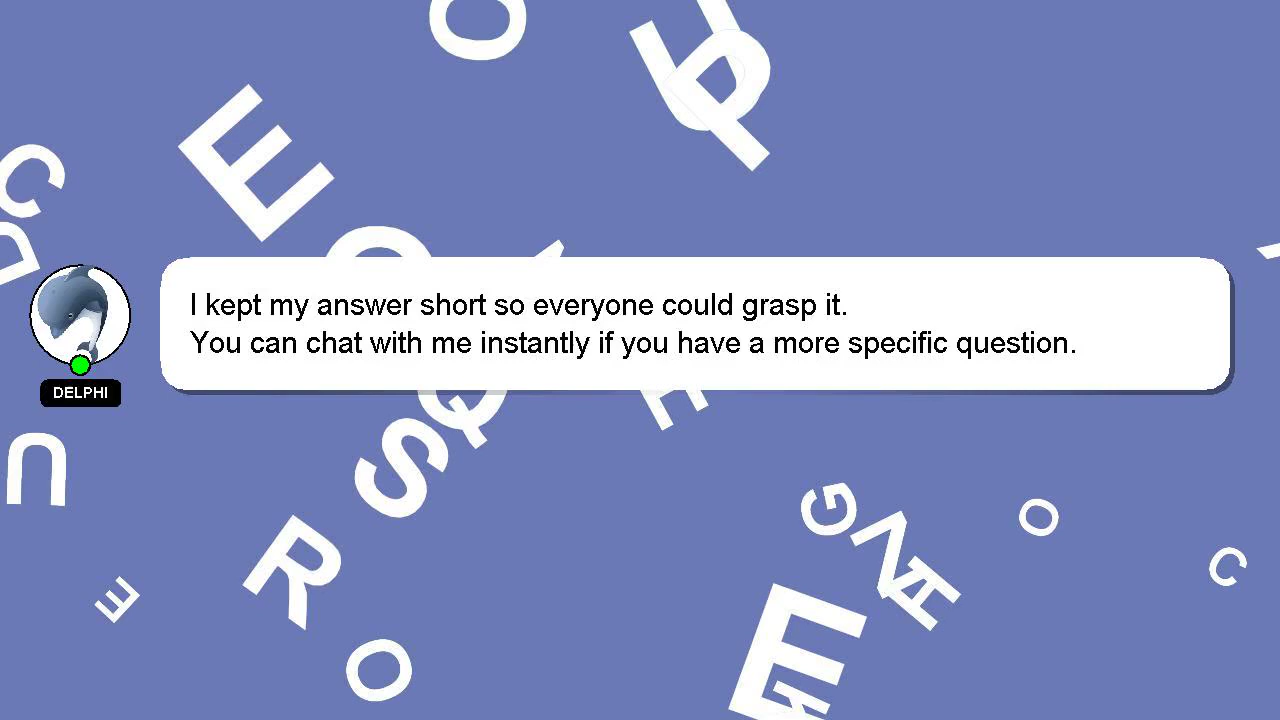 I kept my answer short so everyone could grasp it.
You can chat with me instantly if you have a more specific question.
DELPHI